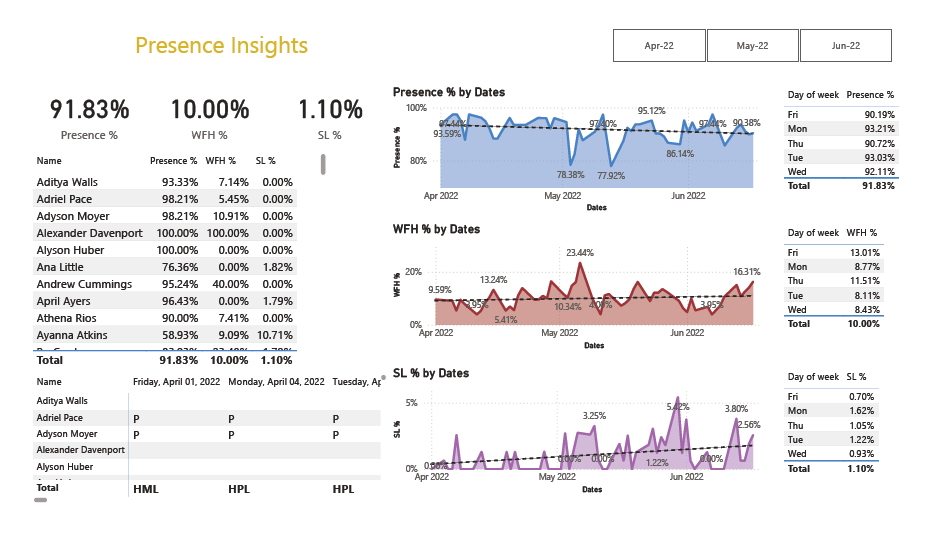 Presence Insights
Apr-22
May-22
Jun-22
91.83%
10.00%
1.10%
Presence %
WFH %
SL %
Name Presence % WFH % SL %
Aditya Walls 93.33% 7.14% 0.00%
Adriel Pace 98.21% 5.45% 0.00%
Adyson Moyer 98.21% 10.91% 0.00%
Alexander Davenport 100.00% 100.00% 0.00%
Alyson Huber 100.00% 0.00% 0.00%
Ana Little 76.36% 0.00% 1.82%
Andrew Cummings 95.24% 40.00% 0.00%
April Ayers 96.43% 0.00% 1.79%
Athena Rios 90.00% 7.41% 0.00%
Ayanna Atkins 58.93% 9.09% 10.71%
Total 91.83% 10.00% 1.10%
Name Friday, April 01, 2022 Monday, April 04, 2022 Tuesday, Ap
Aditya Walls
Adriel Pace P P P
Adyson Moyer P P P
Alexander Davenport
Alyson Huber
Total HML HPL HPL
Presence % by Dates
Presence %
100%
80%
97.44%
93.59%
78.38%
97.40%
77.92%
95.12%
86.14%
97.44%
90.38%
Apr 2022 May 2022 Jun 2022
Dates
Day of week Presence %
Fri 90.19%
Mon 93.21%
Thu 90.72%
Tue 93.03%
Wed 92.11%
Total 91.83%
WFH % by Dates
WFH %
20%
0%
9.59%
3.95%
13.24%
5.41%
10.34%
23.44%
3.95%
16.31%
Apr 2022 May 2022 Jun 2022
Dates
Day of week WFH %
Fri 13.01%
Mon 8.77%
Thu 11.51%
Tue 8.11%
Wed 8.43%
Total 10.00%
SL % by Dates
SL %
5%
0%
0.00%
3.25%
0.00%
1.22%
5.42%
0.00%
3.80%
2.56%
Apr 2022 May 2022 Jun 2022
Dates
Day of week SL %
Fri 0.70%
Mon 1.62%
Thu 1.05%
Tue 1.22%
Wed 0.93%
Total 1.10%